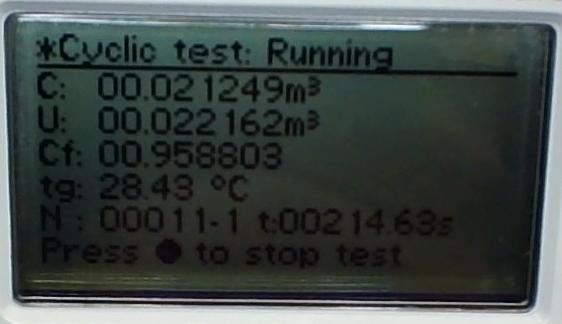 *Cyclic test: Running
C: 00.021249m³
U: 00.022162m³
Cf: 00.958803
tg: 28.43 °C
N : 00011-1 t:00214.63s
Press ● to stop test